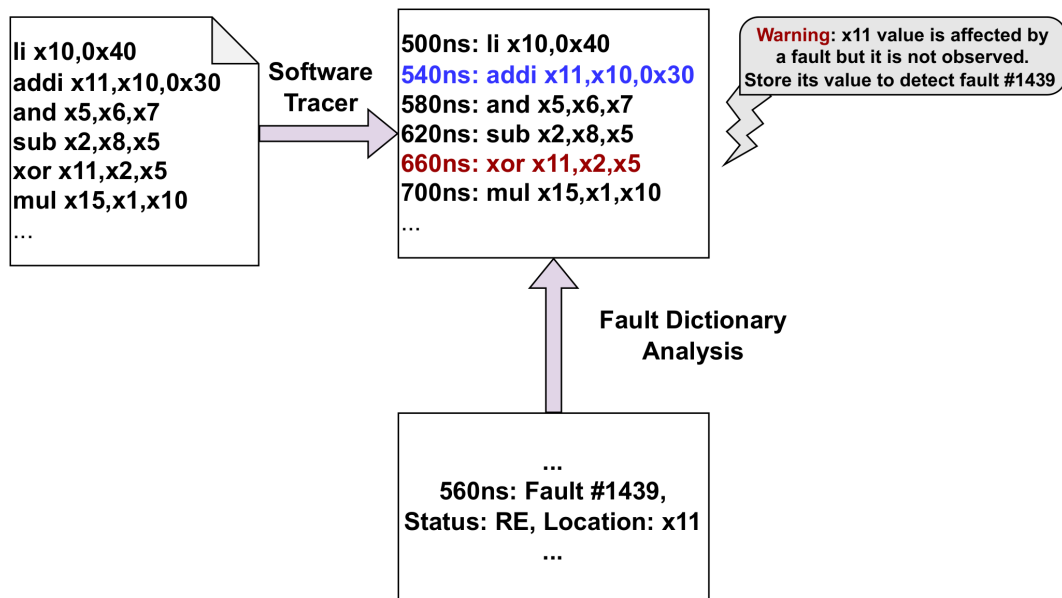 li x10,0x40
addi x11,x10,0x30
and x5,x6,x7
sub x2,x8,x5
xor x11,x2,x5
mul x15,x1,x10
...
Software
Tracer
500ns: li x10,0x40
540ns: addi x11,x10,0x30
580ns: and x5,x6,x7
620ns: sub x2,x8,x5
660ns: xor x11,x2,x5
700ns: mul x15,x1,x10
...
Warning: x11 value is affected by
a fault but it is not observed.
Store its value to detect fault #1439
Fault Dictionary
Analysis
...
560ns: Fault #1439,
Status: RE, Location: x11
...